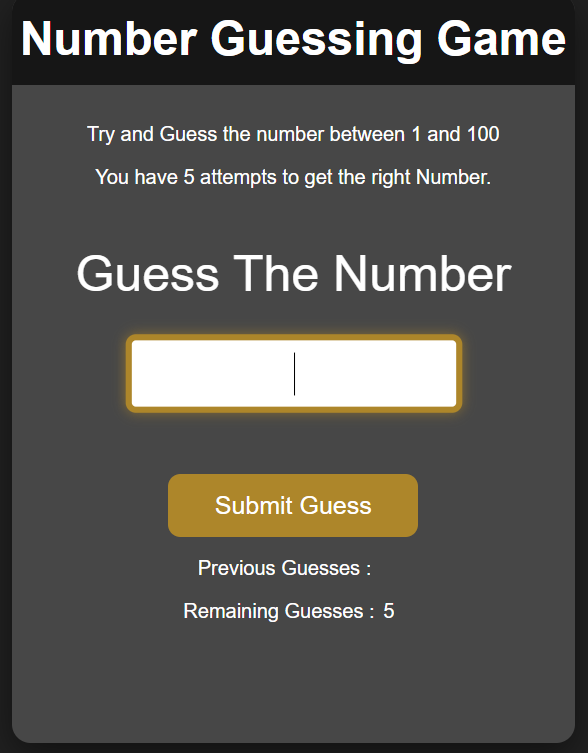 Number Guessing Game
Try and Guess the number between 1 and 100
You have 5 attempts to get the right Number.
Guess The Number
Submit Guess
Previous Guesses :
Remaining Guesses : 5